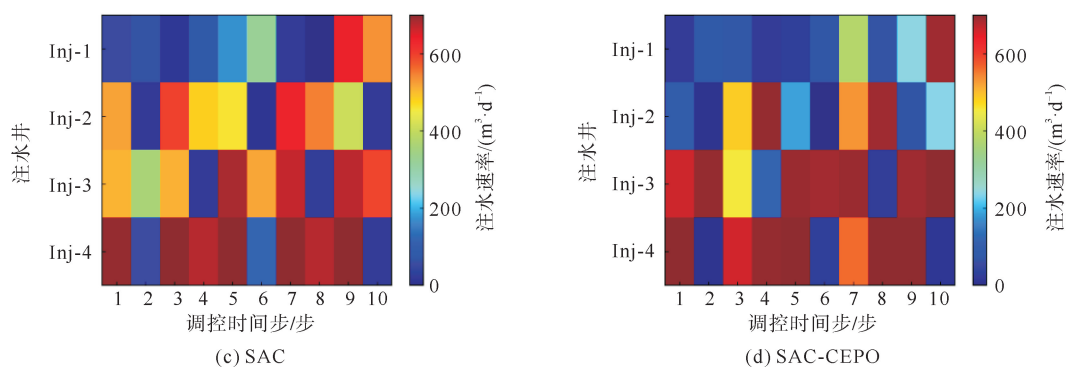 Inj-1
Inj-2
Inj-3
Inj-4
注水井
1 2 3 4 5 6 7 8 9 10
调控时间步/步
600
400
200
0
注水速率/(m³·d⁻¹)
(c) SAC
Inj-1
Inj-2
Inj-3
Inj-4
注水井
1 2 3 4 5 6 7 8 9 10
调控时间步/步
600
400
200
0
注水速率/(m³·d⁻¹)
(d) SAC-CEPO